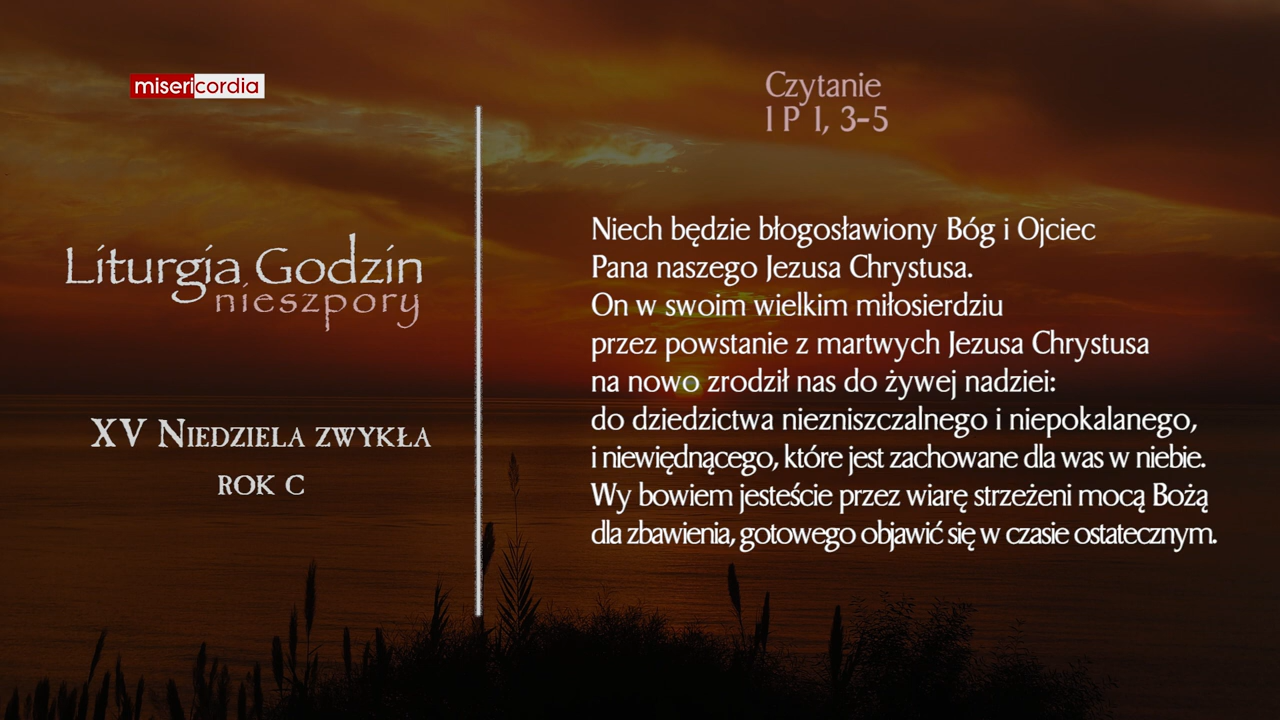 misericordia
Liturgia Godzin
nieszpory
XV Niedziela zwykła
rok C
Czytanie
1 P 1, 3-5
Niech będzie błogosławiony Bóg i Ojciec
Pana naszego Jezusa Chrystusa.
On w swoim wielkim miłosierdziu
przez powstanie z martwych Jezusa Chrystusa
na nowo zrodził nas do żywej nadziei:
do dziedzictwa niezniszczalnego i niepokalanego,
i niewiędnącego, które jest zachowane dla was w niebie.
Wy bowiem jesteście przez wiarę strzeżeni mocą Bożą
dla zbawienia, gotowego objawić się w czasie ostatecznym.